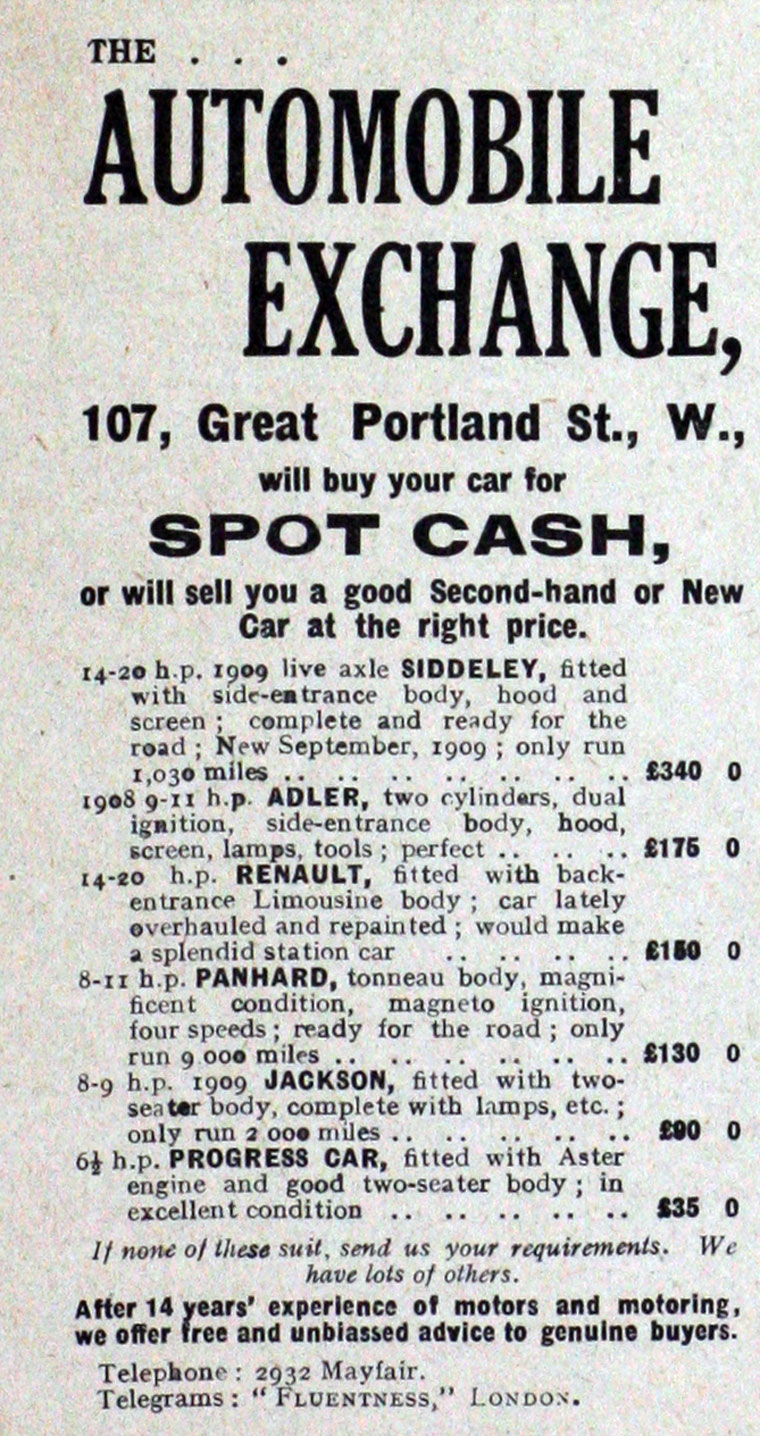 THE . . .
AUTOMOBILE
EXCHANGE,
107, Great Portland St., W.,
will buy your car for
SPOT CASH,
or will sell you a good Second-hand or New
Car at the right price.
14-20 h.p. 1909 live axle SIDDELEY, fitted
with side-entrance body, hood and
screen ; complete and ready for the
road ; New September, 1909 ; only run
1,030 miles .. .. .. .. .. .. .. £340 0
1908 9-11 h.p. ADLER, two cylinders, dual
ignition, side-entrance body, hood,
screen, lamps, tools ; perfect .. .. .. £175 0
14-20 h.p. RENAULT, fitted with back-
entrance Limousine body ; car lately
overhauled and repainted ; would make
a splendid station car .. .. .. .. £150 0
8-11 h.p. PANHARD, tonneau body, magni-
ficent condition, magneto ignition,
four speeds ; ready for the road ; only
run 9 000 miles .. .. .. .. .. .. £130 0
8-9 h.p. 1909 JACKSON, fitted with two-
seater body, complete with lamps, etc. ;
only run 2 000 miles .. .. .. .. .. £90 0
6½ h.p. PROGRESS CAR, fitted with Aster
engine and good two-seater body ; in
excellent condition .. .. .. .. .. £35 0
If none of these suit, send us your requirements. We
have lots of others.
After 14 years' experience of motors and motoring,
we offer free and unbiassed advice to genuine buyers.
Telephone : 2932 Mayfair.
Telegrams : "FLUENTNESS," LONDON.